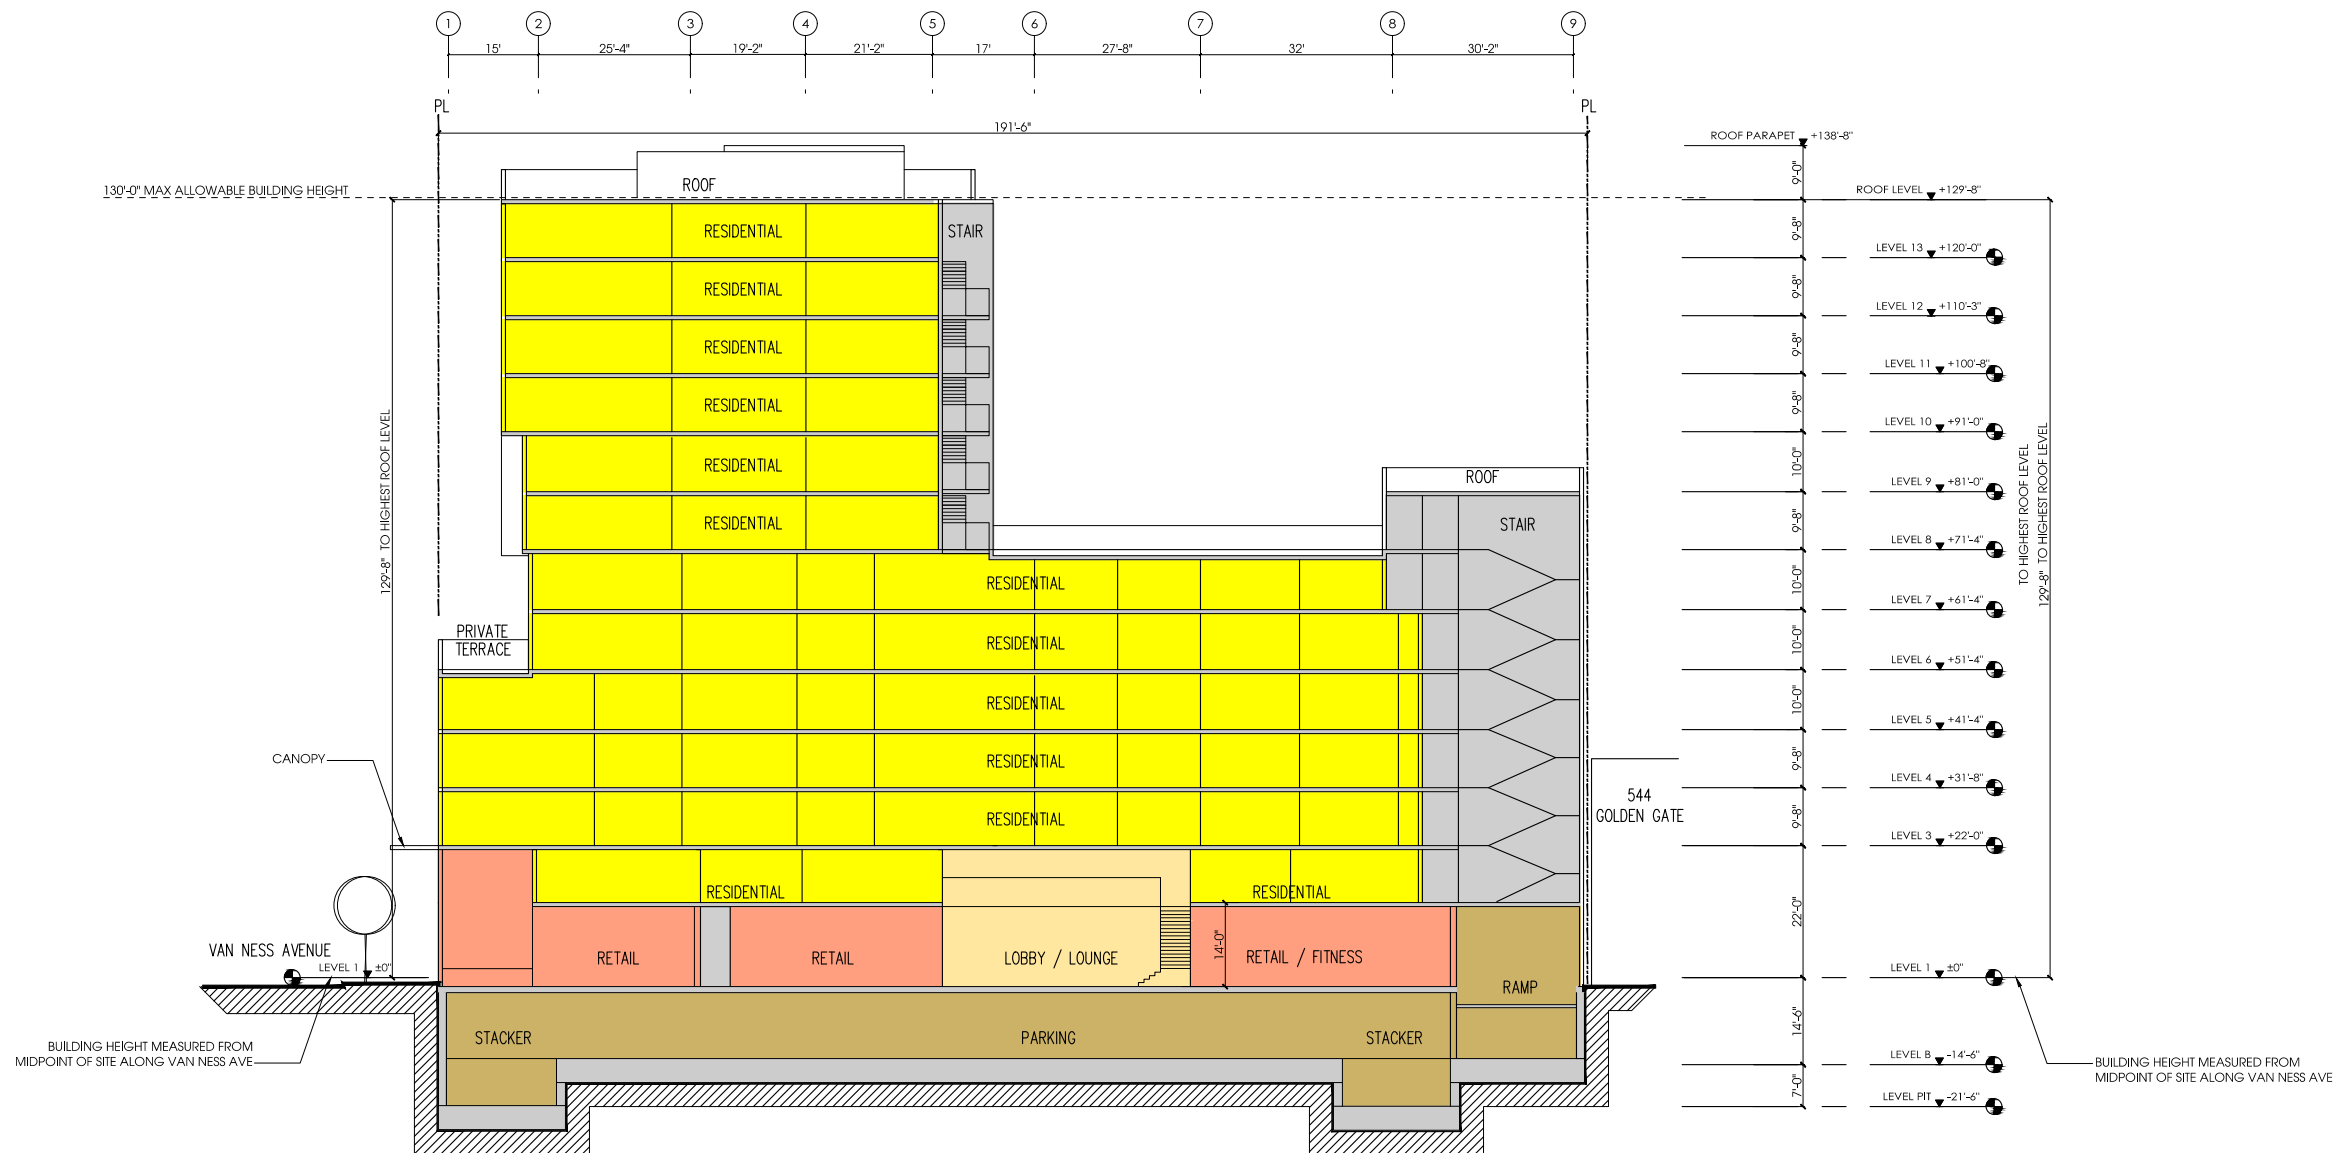 1 2 3 4 5 6 7 8 9
15' 25'-4" 19'-2" 21'-2" 17' 27'-8" 32' 30'-2"
PL PL
191'-6"
ROOF PARAPET +138'-8"
9'-0"
130'-0" MAX ALLOWABLE BUILDING HEIGHT
ROOF
ROOF LEVEL +129'-8"
RESIDENTIAL STAIR
9'-8"
LEVEL 13 +120'-0"
RESIDENTIAL
9'-8"
LEVEL 12 +110'-3"
RESIDENTIAL
9'-8"
LEVEL 11 +100'-8"
RESIDENTIAL
9'-8"
LEVEL 10 +91'-0"
RESIDENTIAL
10'-0"
ROOF
LEVEL 9 +81'-0"
RESIDENTIAL
STAIR
9'-8"
LEVEL 8 +71'-4"
129'-8" TO HIGHEST ROOF LEVEL
TO HIGHEST ROOF LEVEL
129'-8" TO HIGHEST ROOF LEVEL
RESIDENTIAL
10'-0"
LEVEL 7 +61'-4"
PRIVATE
TERRACE
RESIDENTIAL
10'-0"
LEVEL 6 +51'-4"
RESIDENTIAL
10'-0"
LEVEL 5 +41'-4"
CANOPY
RESIDENTIAL
9'-8"
LEVEL 4 +31'-8"
544
GOLDEN GATE
RESIDENTIAL
9'-8"
LEVEL 3 +22'-0"
RESIDENTIAL RESIDENTIAL
22'-0"
14'-0"
VAN NESS AVENUE
RETAIL RETAIL LOBBY / LOUNGE RETAIL / FITNESS
LEVEL 1 ±0"
LEVEL 1 ±0"
RAMP
14'-6"
STACKER PARKING STACKER
BUILDING HEIGHT MEASURED FROM
MIDPOINT OF SITE ALONG VAN NESS AVE
LEVEL B -14'-6"
BUILDING HEIGHT MEASURED FROM
MIDPOINT OF SITE ALONG VAN NESS AVE
7'-0"
LEVEL PIT -21'-6"